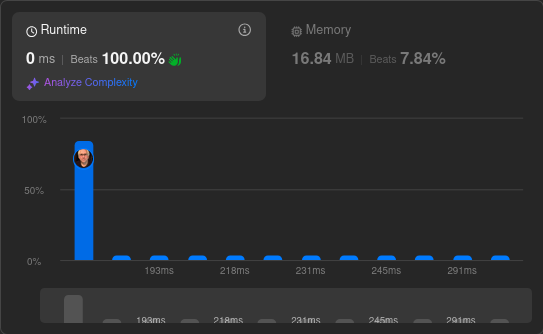 Runtime
Memory
0 ms | Beats 100.00%
16.84 MB | Beats 7.84%
Analyze Complexity
100%
50%
0%
193ms 218ms 231ms 245ms 291ms
193ms 218ms 231ms 245ms 291ms